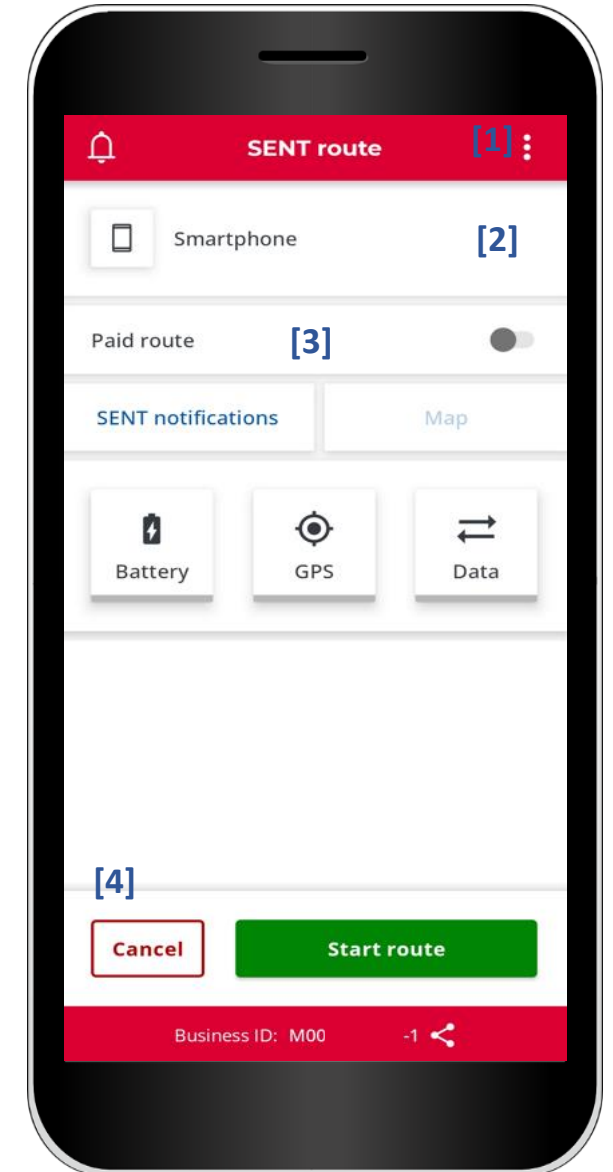 SENT route [1]
Smartphone [2]
Paid route [3]
SENT notifications Map
Battery GPS Data
[4]
Cancel Start route
Business ID: M00 -1